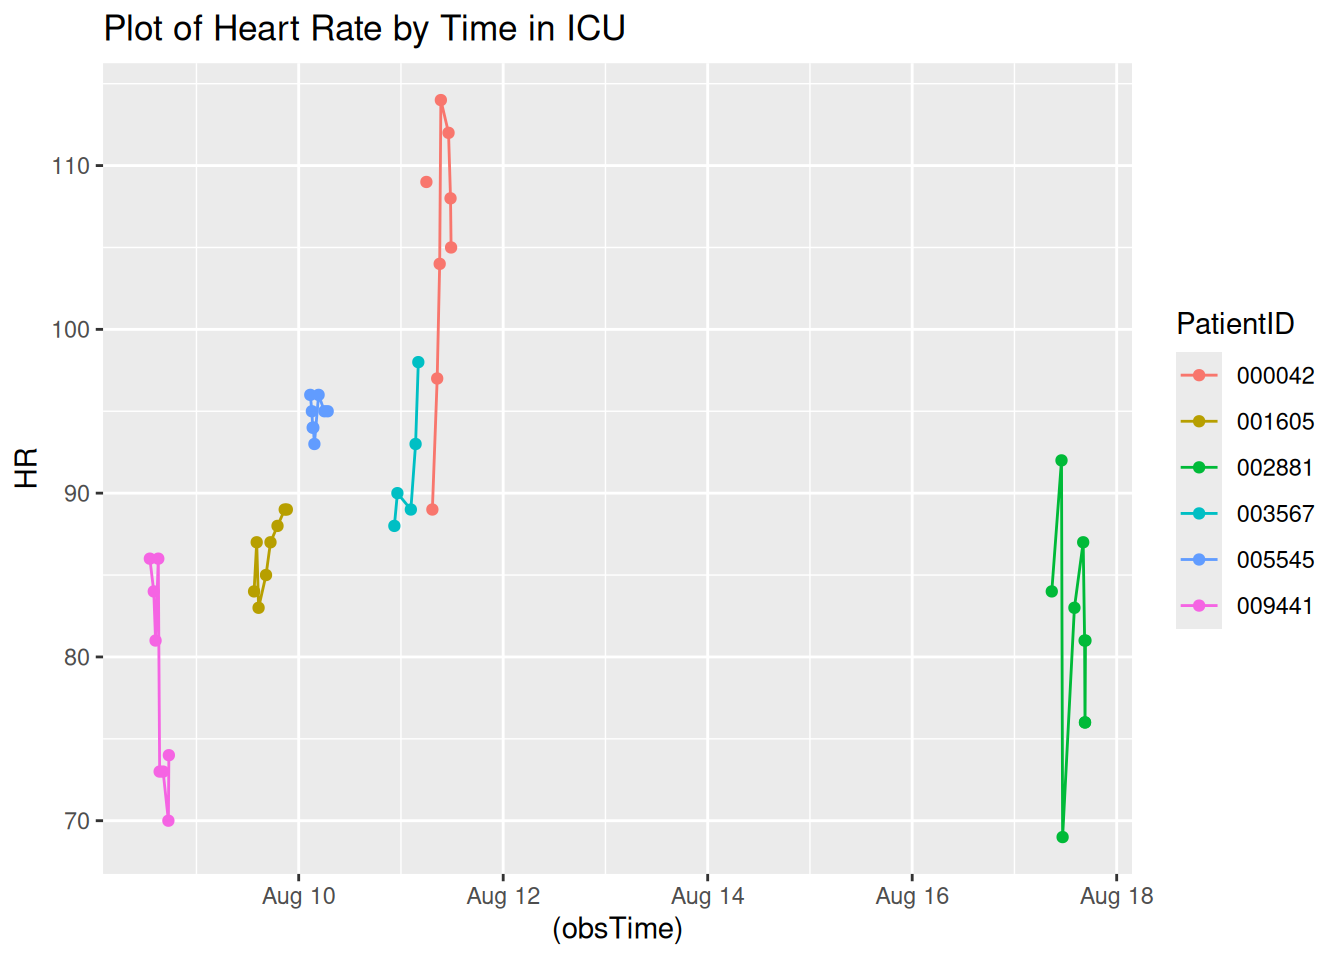 Plot of Heart Rate by Time in ICU
110
100
90
80
70
HR
Aug 10
Aug 12
Aug 14
Aug 16
Aug 18
(obsTime)
PatientID
000042
001605
002881
003567
005545
009441